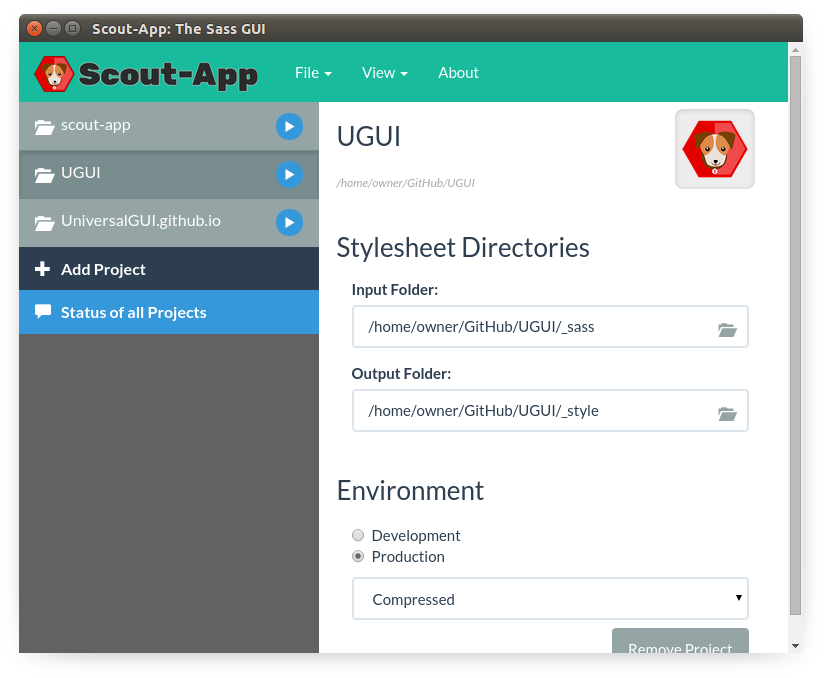 Scout-App: The Sass GUI
Scout-App File View About
scout-app
UGUI
UniversalGUI.github.io
Add Project
Status of all Projects
UGUI
/home/owner/GitHub/UGUI
Stylesheet Directories
Input Folder:
/home/owner/GitHub/UGUI/_sass
Output Folder:
/home/owner/GitHub/UGUI/_style
Environment
Development
Production
Compressed
Remove Project